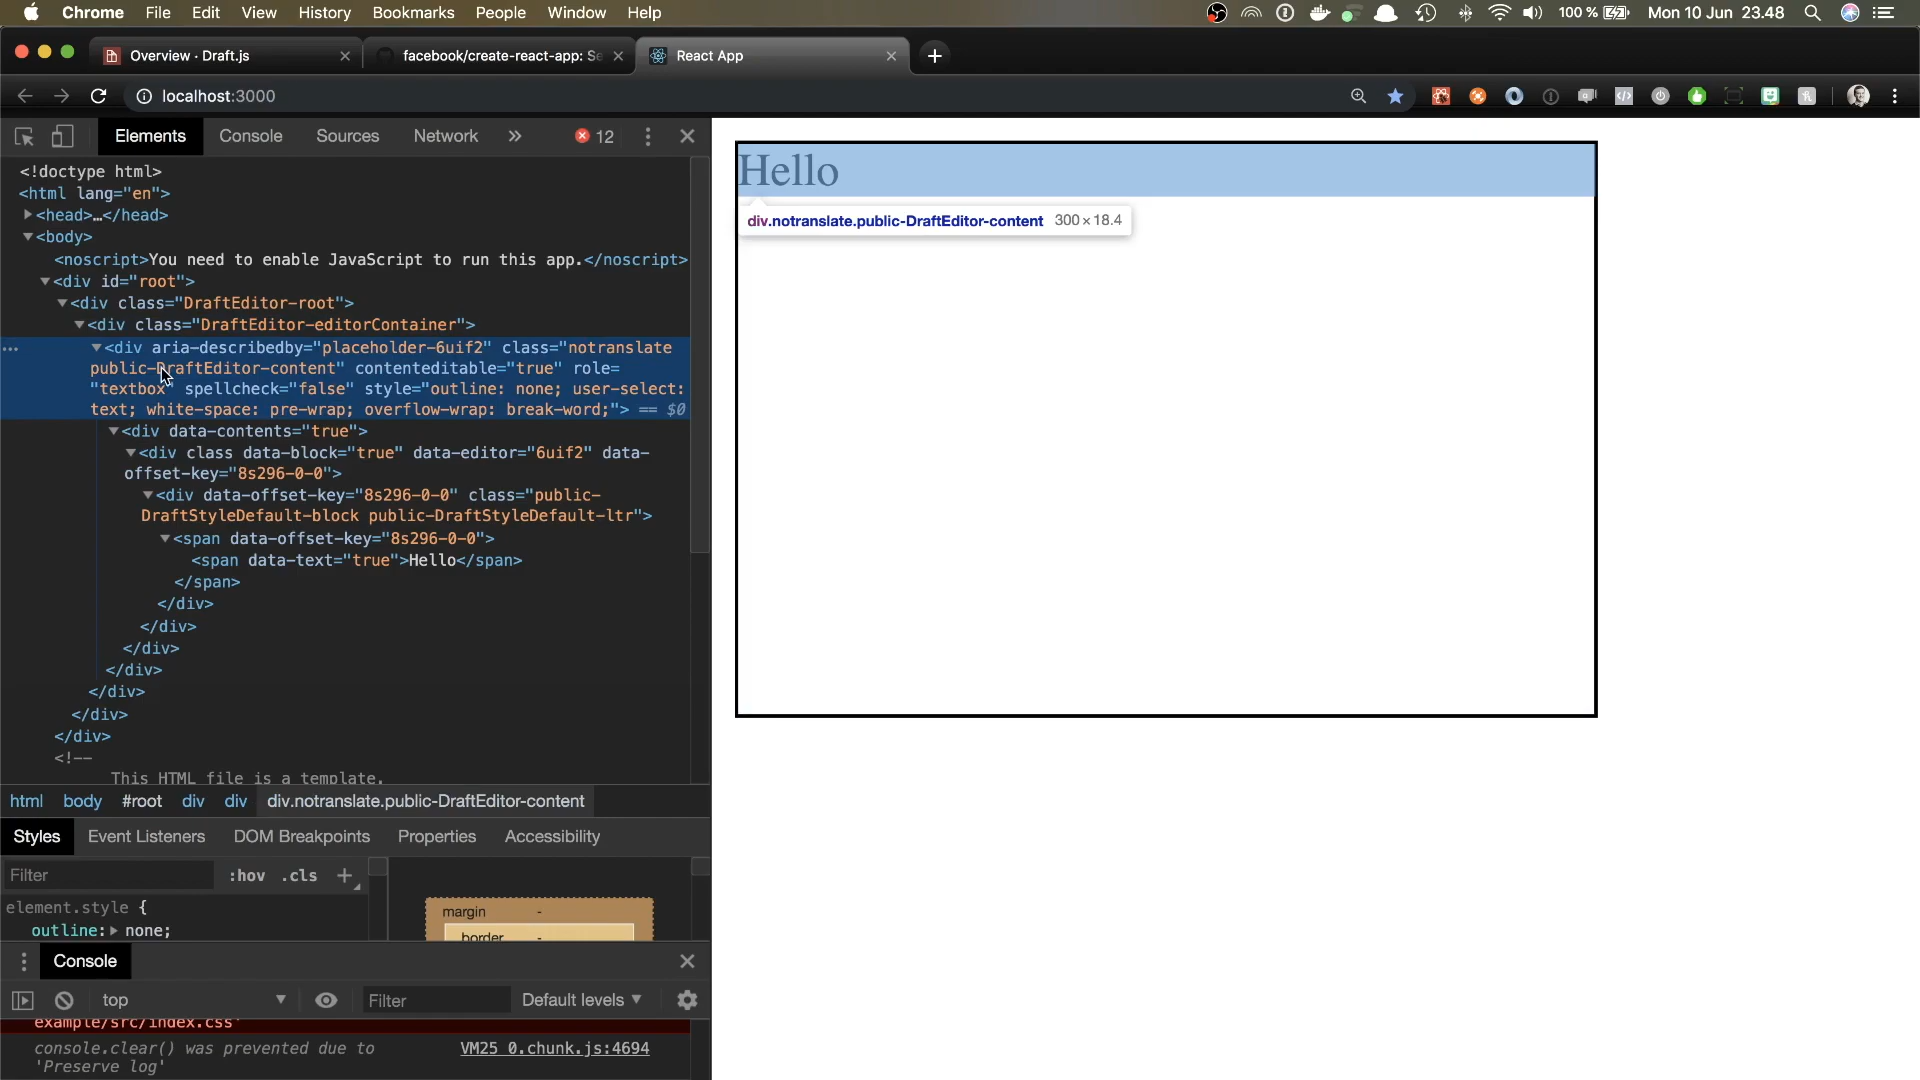 Chrome File Edit View History Bookmarks People Window Help 100 % Mon 10 Jun 23.48
Overview · Draft.js facebook/create-react-app: Se React App
localhost:3000
Elements Console Sources Network » 12
<!doctype html>
<html lang="en">
<head>…</head>
<body>
<noscript>You need to enable JavaScript to run this app.</noscript>
<div id="root">
<div class="DraftEditor-root">
<div class="DraftEditor-editorContainer">
<div aria-describedby="placeholder-6uif2" class="notranslate
public-DraftEditor-content" contenteditable="true" role=
"textbox" spellcheck="false" style="outline: none; user-select:
text; white-space: pre-wrap; overflow-wrap: break-word;"> == $0
<div data-contents="true">
<div class data-block="true" data-editor="6uif2" data-
offset-key="8s296-0-0">
<div data-offset-key="8s296-0-0" class="public-
DraftStyleDefault-block public-DraftStyleDefault-ltr">
<span data-offset-key="8s296-0-0">
<span data-text="true">Hello</span>
</span>
</div>
</div>
</div>
</div>
</div>
</div>
</div>
<!--
This HTML file is a template.
html body #root div div div.notranslate.public-DraftEditor-content
Styles Event Listeners DOM Breakpoints Properties Accessibility
Filter :hov .cls +
element.style {
outline: none;
margin -
border -
Console
top Filter Default levels
example/src/index.css'
console.clear() was prevented due to VM25 0.chunk.js:4694
'Preserve log'
Hello
div.notranslate.public-DraftEditor-content 300 × 18.4